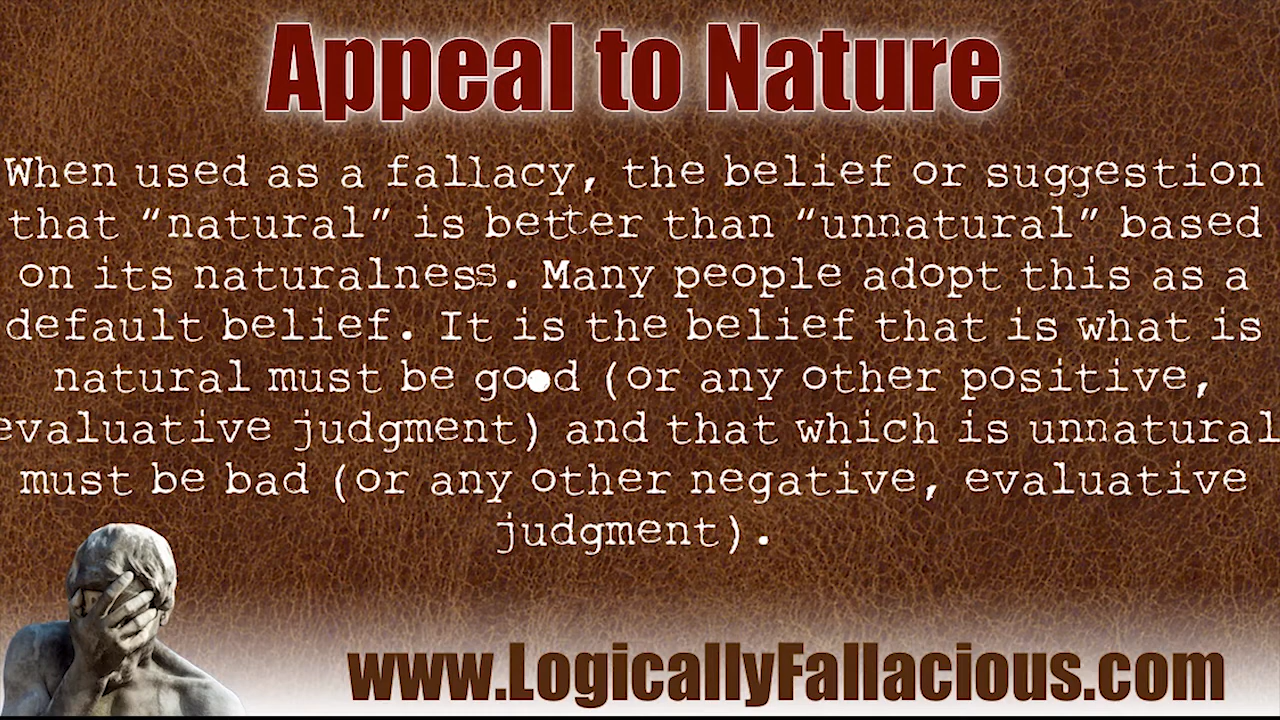 Appeal to Nature
When used as a fallacy, the belief or suggestion
that “natural” is better than “unnatural” based
on its naturalness. Many people adopt this as a
default belief. It is the belief that is what is
natural must be good (or any other positive,
evaluative judgment) and that which is unnatural
must be bad (or any other negative, evaluative
judgment).
www.LogicallyFallacious.com